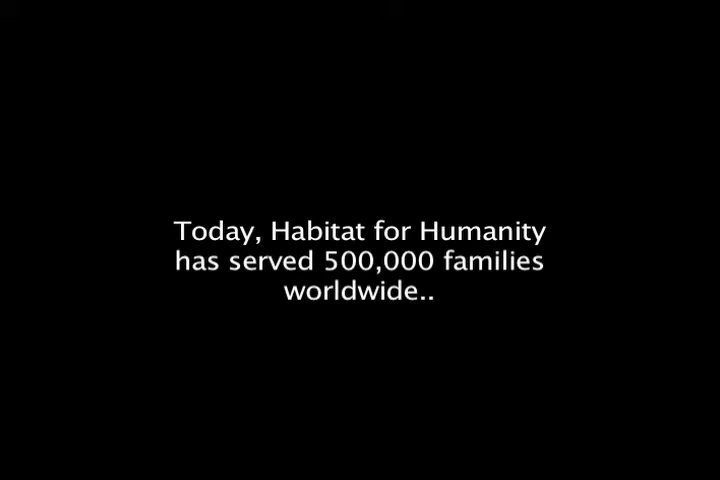 Today, Habitat for Humanity
has served 500,000 families
worldwide..